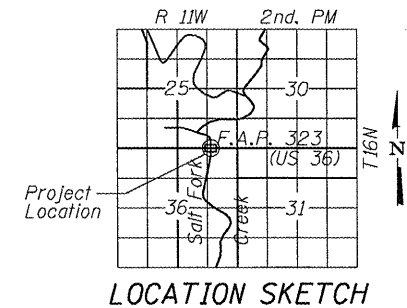 R 11W 2nd. PM
25 30
F.A.P. 323
(US 36)
T16N
N
Project
Location
36 31
Salt Fork
Creek
LOCATION SKETCH